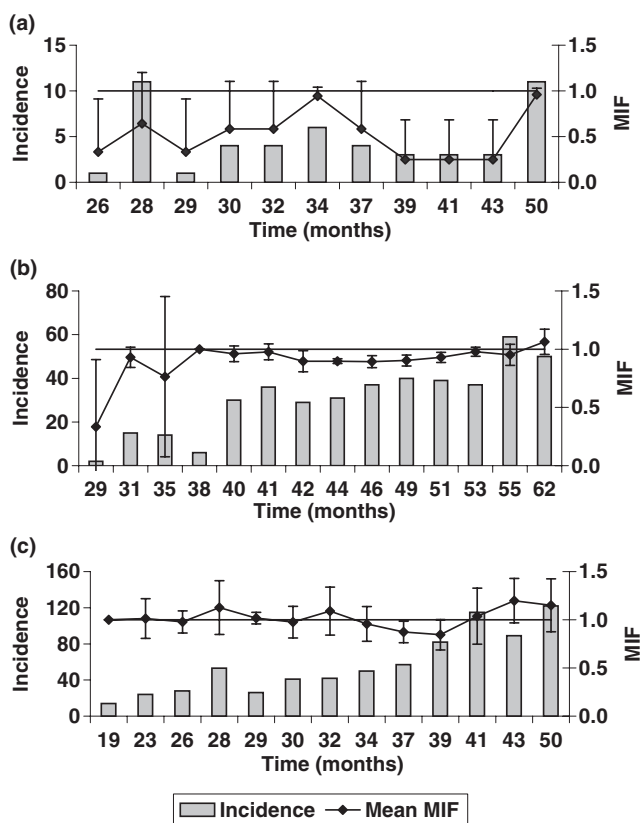 (a)
15
10
5
0
Incidence
1.5
1.0
0.5
0.0
MIF
26 28 29 30 32 34 37 39 41 43 50
Time (months)
(b)
80
60
40
20
0
Incidence
1.5
1.0
0.5
0.0
MIF
29 31 35 38 40 41 42 44 46 49 51 53 55 62
Time (months)
(c)
160
120
80
40
0
Incidence
1.5
1.0
0.5
0.0
MIF
19 23 26 28 29 30 32 34 37 39 41 43 50
Time (months)
Incidence Mean MIF